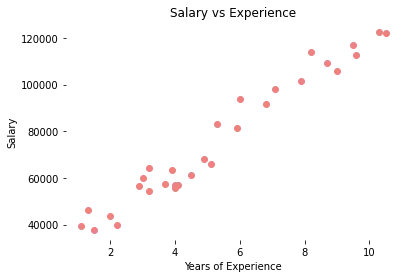 Salary vs Experience
120000
100000
80000
60000
40000
Salary
2 4 6 8 10
Years of Experience